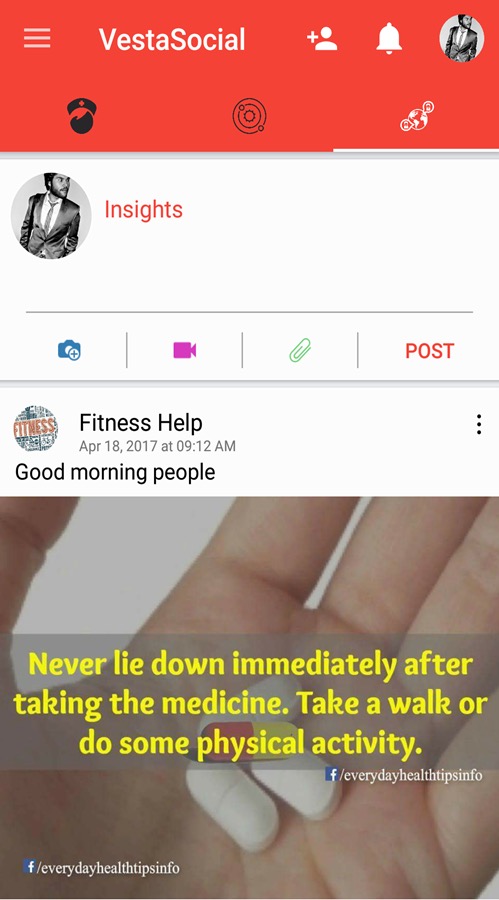 VestaSocial
Insights
POST
FITNESS
Fitness Help
Apr 18, 2017 at 09:12 AM
Good morning people
Never lie down immediately after
taking the medicine. Take a walk or
do some physical activity.
f/everydayhealthtipsinfo
f/everydayhealthtipsinfo